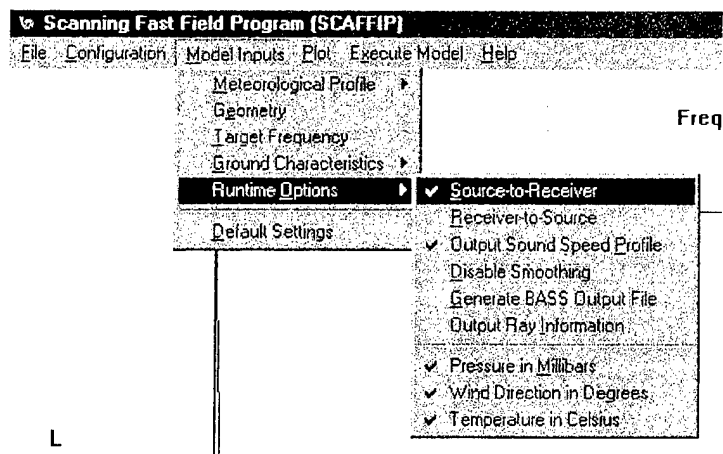 Scanning Fast Field Program (SCAFFIP)
File Configuration Model Inputs Plot Execute Model Help
Meteorological Profile
Geometry
Target Frequency
Ground Characteristics
Runtime Options
Default Settings
Source-to-Receiver
Receiver-to-Source
Output Sound Speed Profile
Disable Smoothing
Generate BASS Output File
Output Ray Information
Pressure in Millibars
Wind Direction in Degrees
Temperature in Celsius
Freq
L